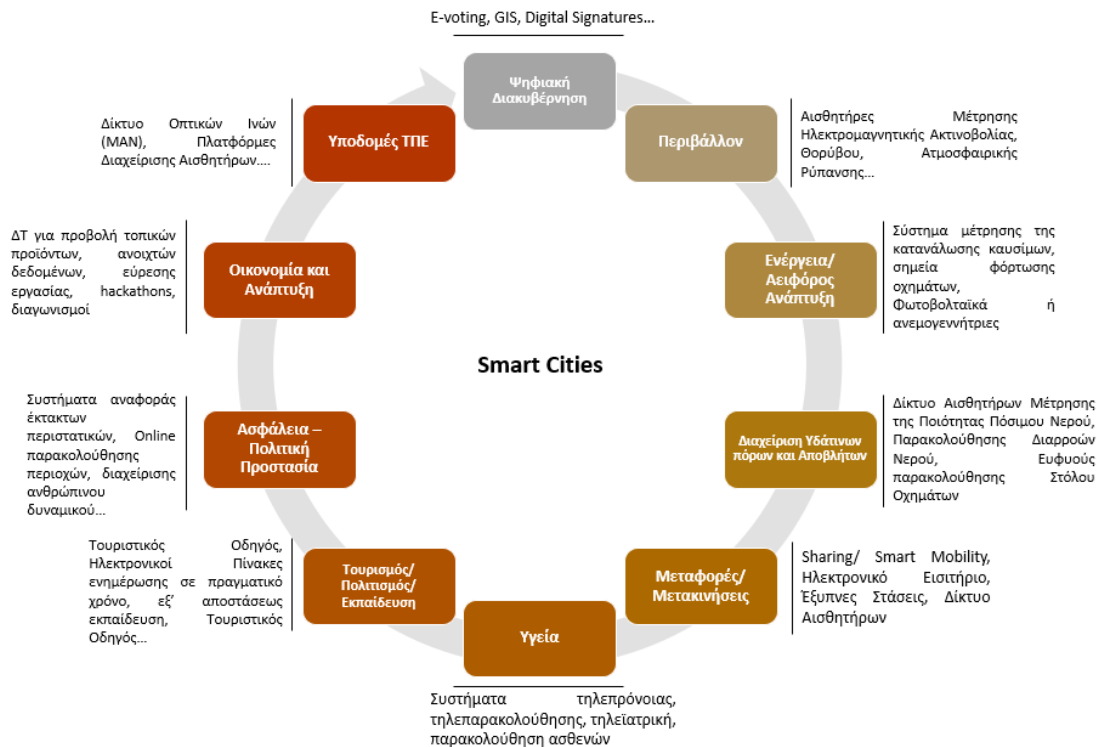 E-voting, GIS, Digital Signatures…
Ψηφιακή
Διακυβέρνηση
Περιβάλλον
Αισθητήρες Μέτρησης
Ηλεκτρομαγνητικής Ακτινοβολίας,
Θορύβου, Ατμοσφαιρικής
Ρύπανσης…
Ενέργεια/
Αειφόρος
Ανάπτυξη
Σύστημα μέτρησης της
κατανάλωσης καυσίμων,
σημεία φόρτωσης
οχημάτων,
Φωτοβολταϊκά ή
ανεμογεννήτριες
Διαχείριση Υδάτινων
πόρων και Αποβλήτων
Δίκτυο Αισθητήρων Μέτρησης
της Ποιότητας Πόσιμου Νερού,
Παρακολούθησης Διαρροών
Νερού, Ευφυούς
παρακολούθησης Στόλου
Οχημάτων
Μεταφορές/
Μετακινήσεις
Sharing/ Smart Mobility,
Ηλεκτρονικό Εισιτήριο,
Έξυπνες Στάσεις, Δίκτυο
Αισθητήρων
Υγεία
Συστήματα τηλεπρόνοιας,
τηλεπαρακολούθησης, τηλεϊατρική,
παρακολούθηση ασθενών
Τουρισμός/
Πολιτισμός/
Εκπαίδευση
Τουριστικός Οδηγός,
Ηλεκτρονικοί Πίνακες
ενημέρωσης σε πραγματικό
χρόνο, εξ’ αποστάσεως
εκπαίδευση, Τουριστικός
Οδηγός…
Ασφάλεια –
Πολιτική
Προστασία
Συστήματα αναφοράς
έκτακτων
περιστατικών, Online
παρακολούθησης
περιοχών, διαχείρισης
ανθρώπινου
δυναμικού…
Οικονομία και
Ανάπτυξη
ΔΤ για προβολή τοπικών
προϊόντων, ανοιχτών
δεδομένων, εύρεσης
εργασίας, hackathons,
διαγωνισμοί
Υποδομές ΤΠΕ
Δίκτυο Οπτικών Ινών
(MAN), Πλατφόρμες
Διαχείρισης Αισθητήρων….
Smart Cities